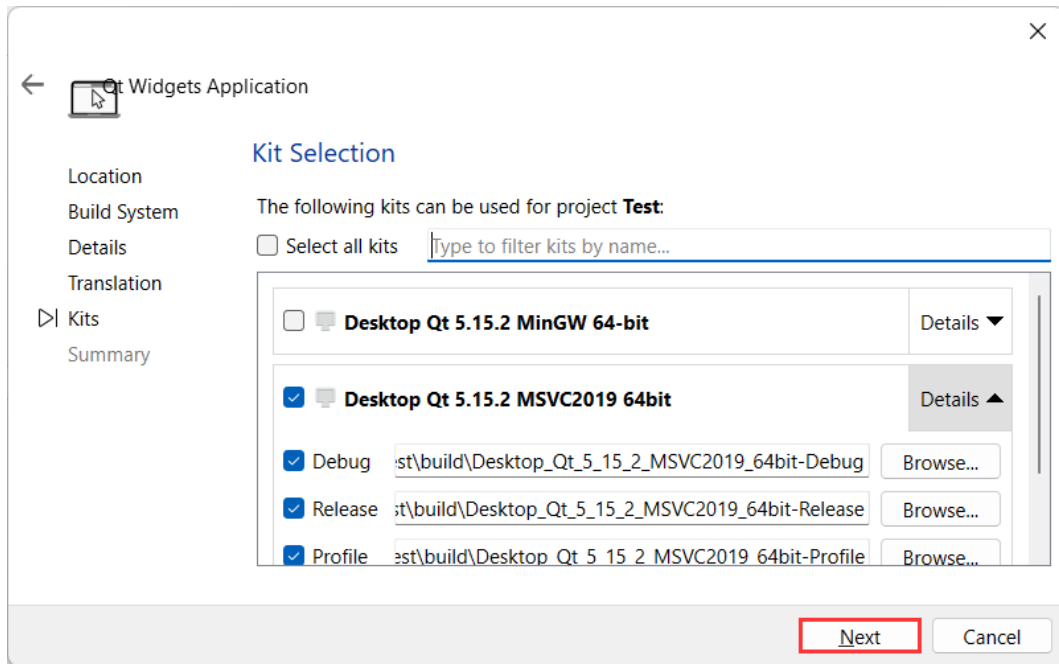 Qt Widgets Application
Location
Build System
Details
Translation
Kits
Summary
Kit Selection
The following kits can be used for project Test:
Select all kits Type to filter kits by name...
Desktop Qt 5.15.2 MinGW 64-bit Details
Desktop Qt 5.15.2 MSVC2019 64bit Details
Debug est\build\Desktop_Qt_5_15_2_MSVC2019_64bit-Debug Browse...
Release st\build\Desktop_Qt_5_15_2_MSVC2019_64bit-Release Browse...
Profile est\build\Desktop_Qt_5_15_2_MSVC2019_64bit-Profile Browse...
Next Cancel